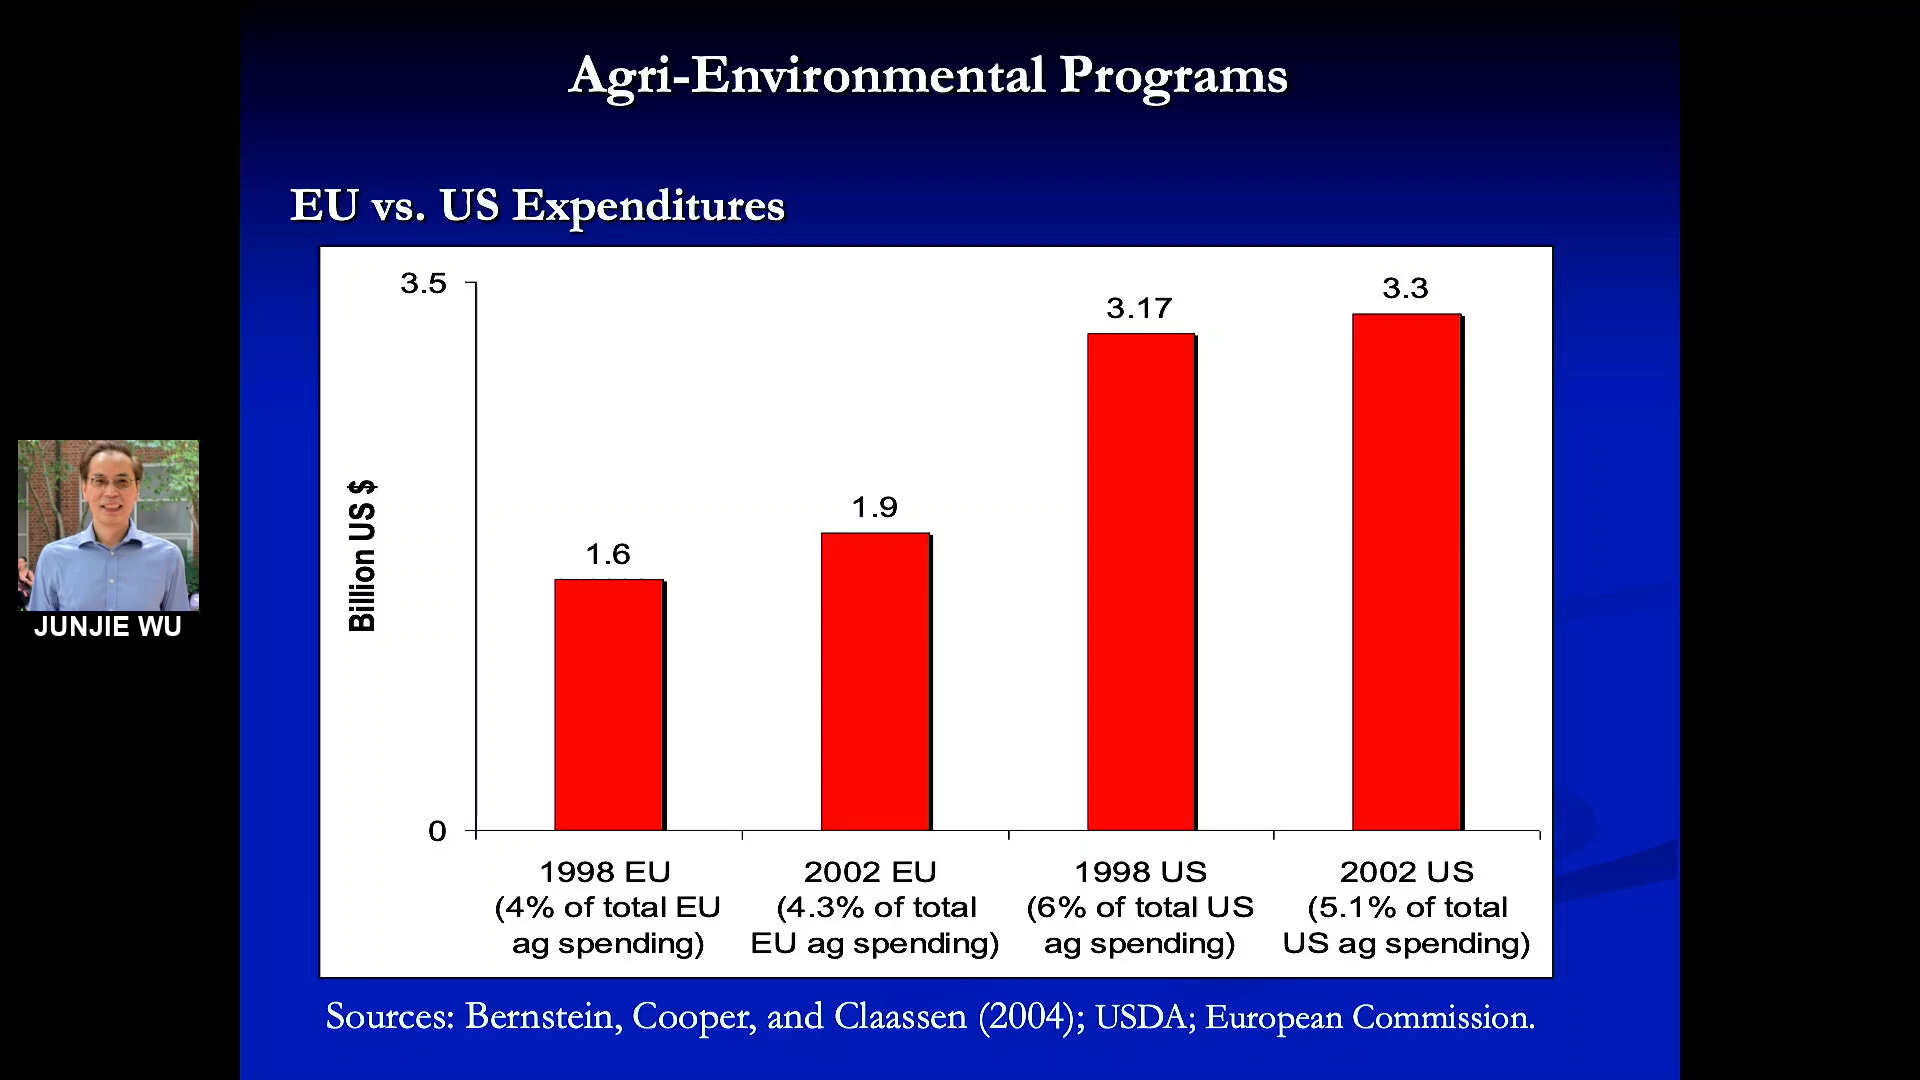 Agri-Environmental Programs
EU vs. US Expenditures
3.5
0
Billion US $
1.6
1.9
3.17
3.3
1998 EU
(4% of total EU
ag spending)
2002 EU
(4.3% of total
EU ag spending)
1998 US
(6% of total US
ag spending)
2002 US
(5.1% of total
US ag spending)
Sources: Bernstein, Cooper, and Claassen (2004); USDA; European Commission.
JUNJIE WU